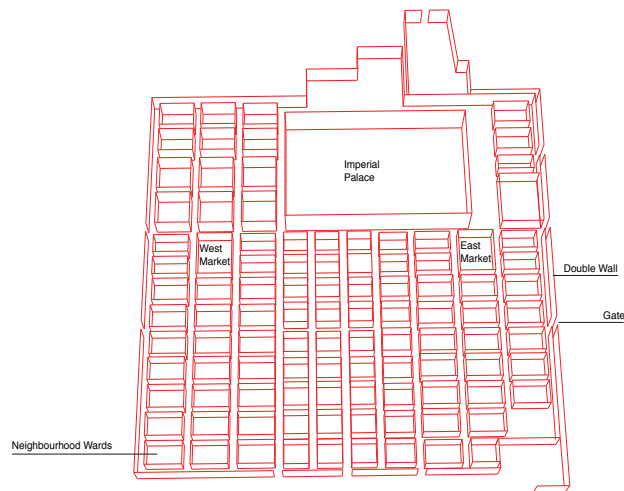 Imperial
Palace
West
Market
East
Market
Double Wall
Gate
Neighbourhood Wards